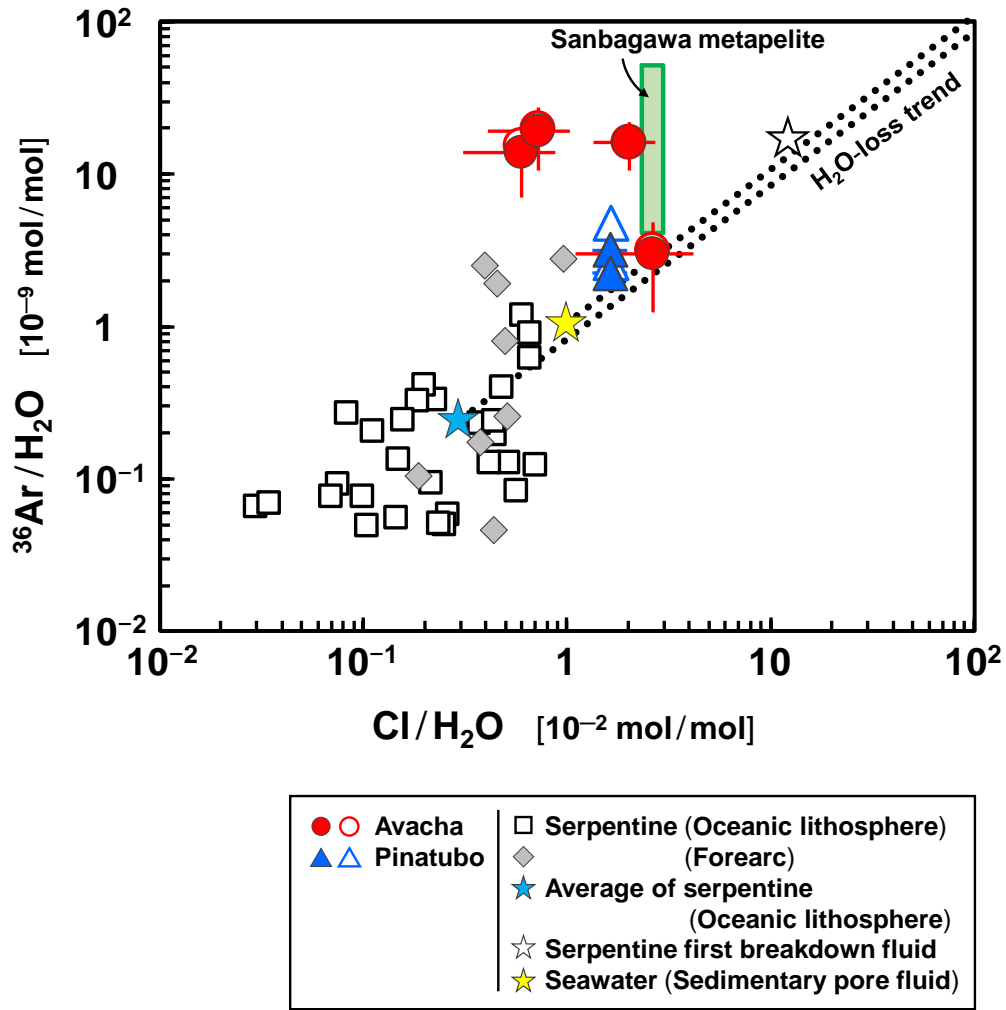 10²
10
1
10⁻¹
10⁻²
³⁶Ar/H₂O [10⁻⁹ mol/mol]
Sanbagawa metapelite
H₂O-loss trend
10⁻² 10⁻¹ 1 10 10²
Cl/H₂O [10⁻² mol/mol]
Avacha
Pinatubo
Serpentine (Oceanic lithosphere)
(Forearc)
Average of serpentine
(Oceanic lithosphere)
Serpentine first breakdown fluid
Seawater (Sedimentary pore fluid)